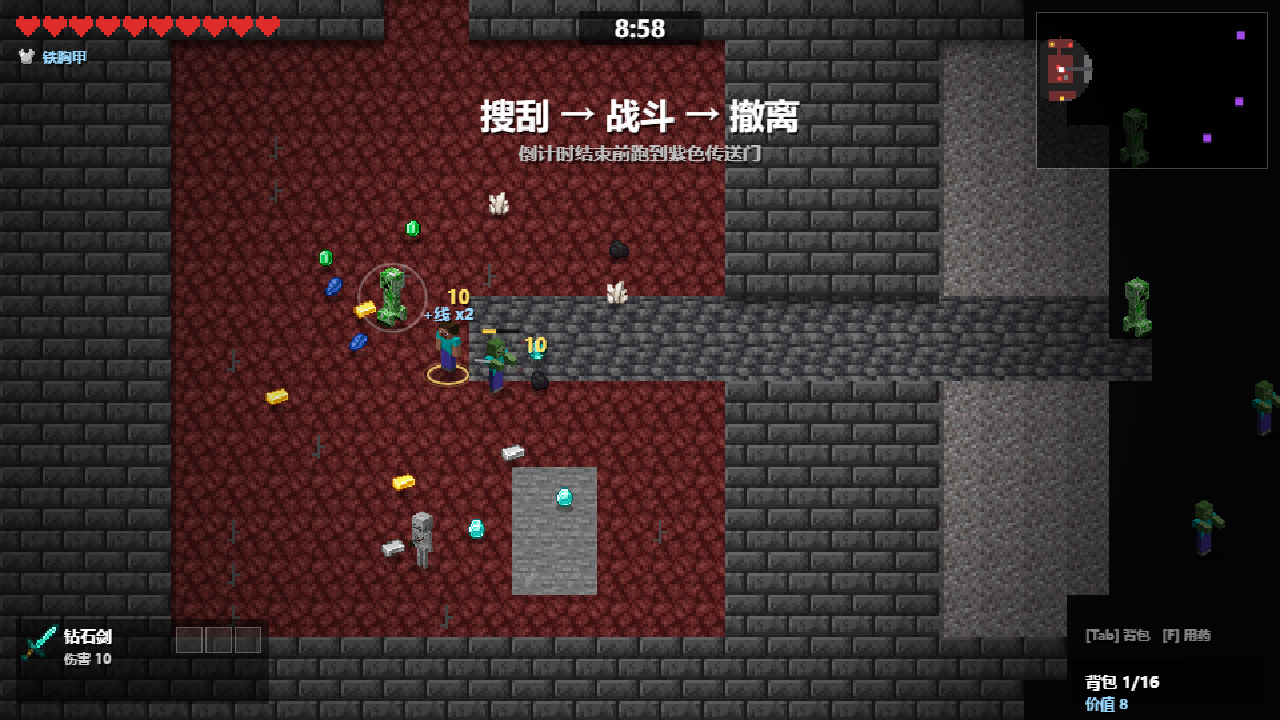 8:58
铁胸甲
搜刮 → 战斗 → 撤离
倒计时结束前跑到紫色传送门
10
+线 x2
10
钻石剑
伤害 10
[Tab] 背包 [F] 用药
背包 1/16
价值 8